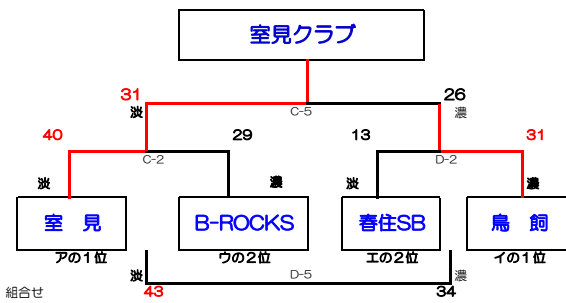 室見クラブ
31 26
淡 C-5 濃
40 29 13 31
C-2 D-2
淡 濃 淡 濃
室 見 B-ROCKS 春住SB 鳥 飼
アの1位 ウの2位 エの2位 イの1位
淡 D-5 濃
組合せ 43 34